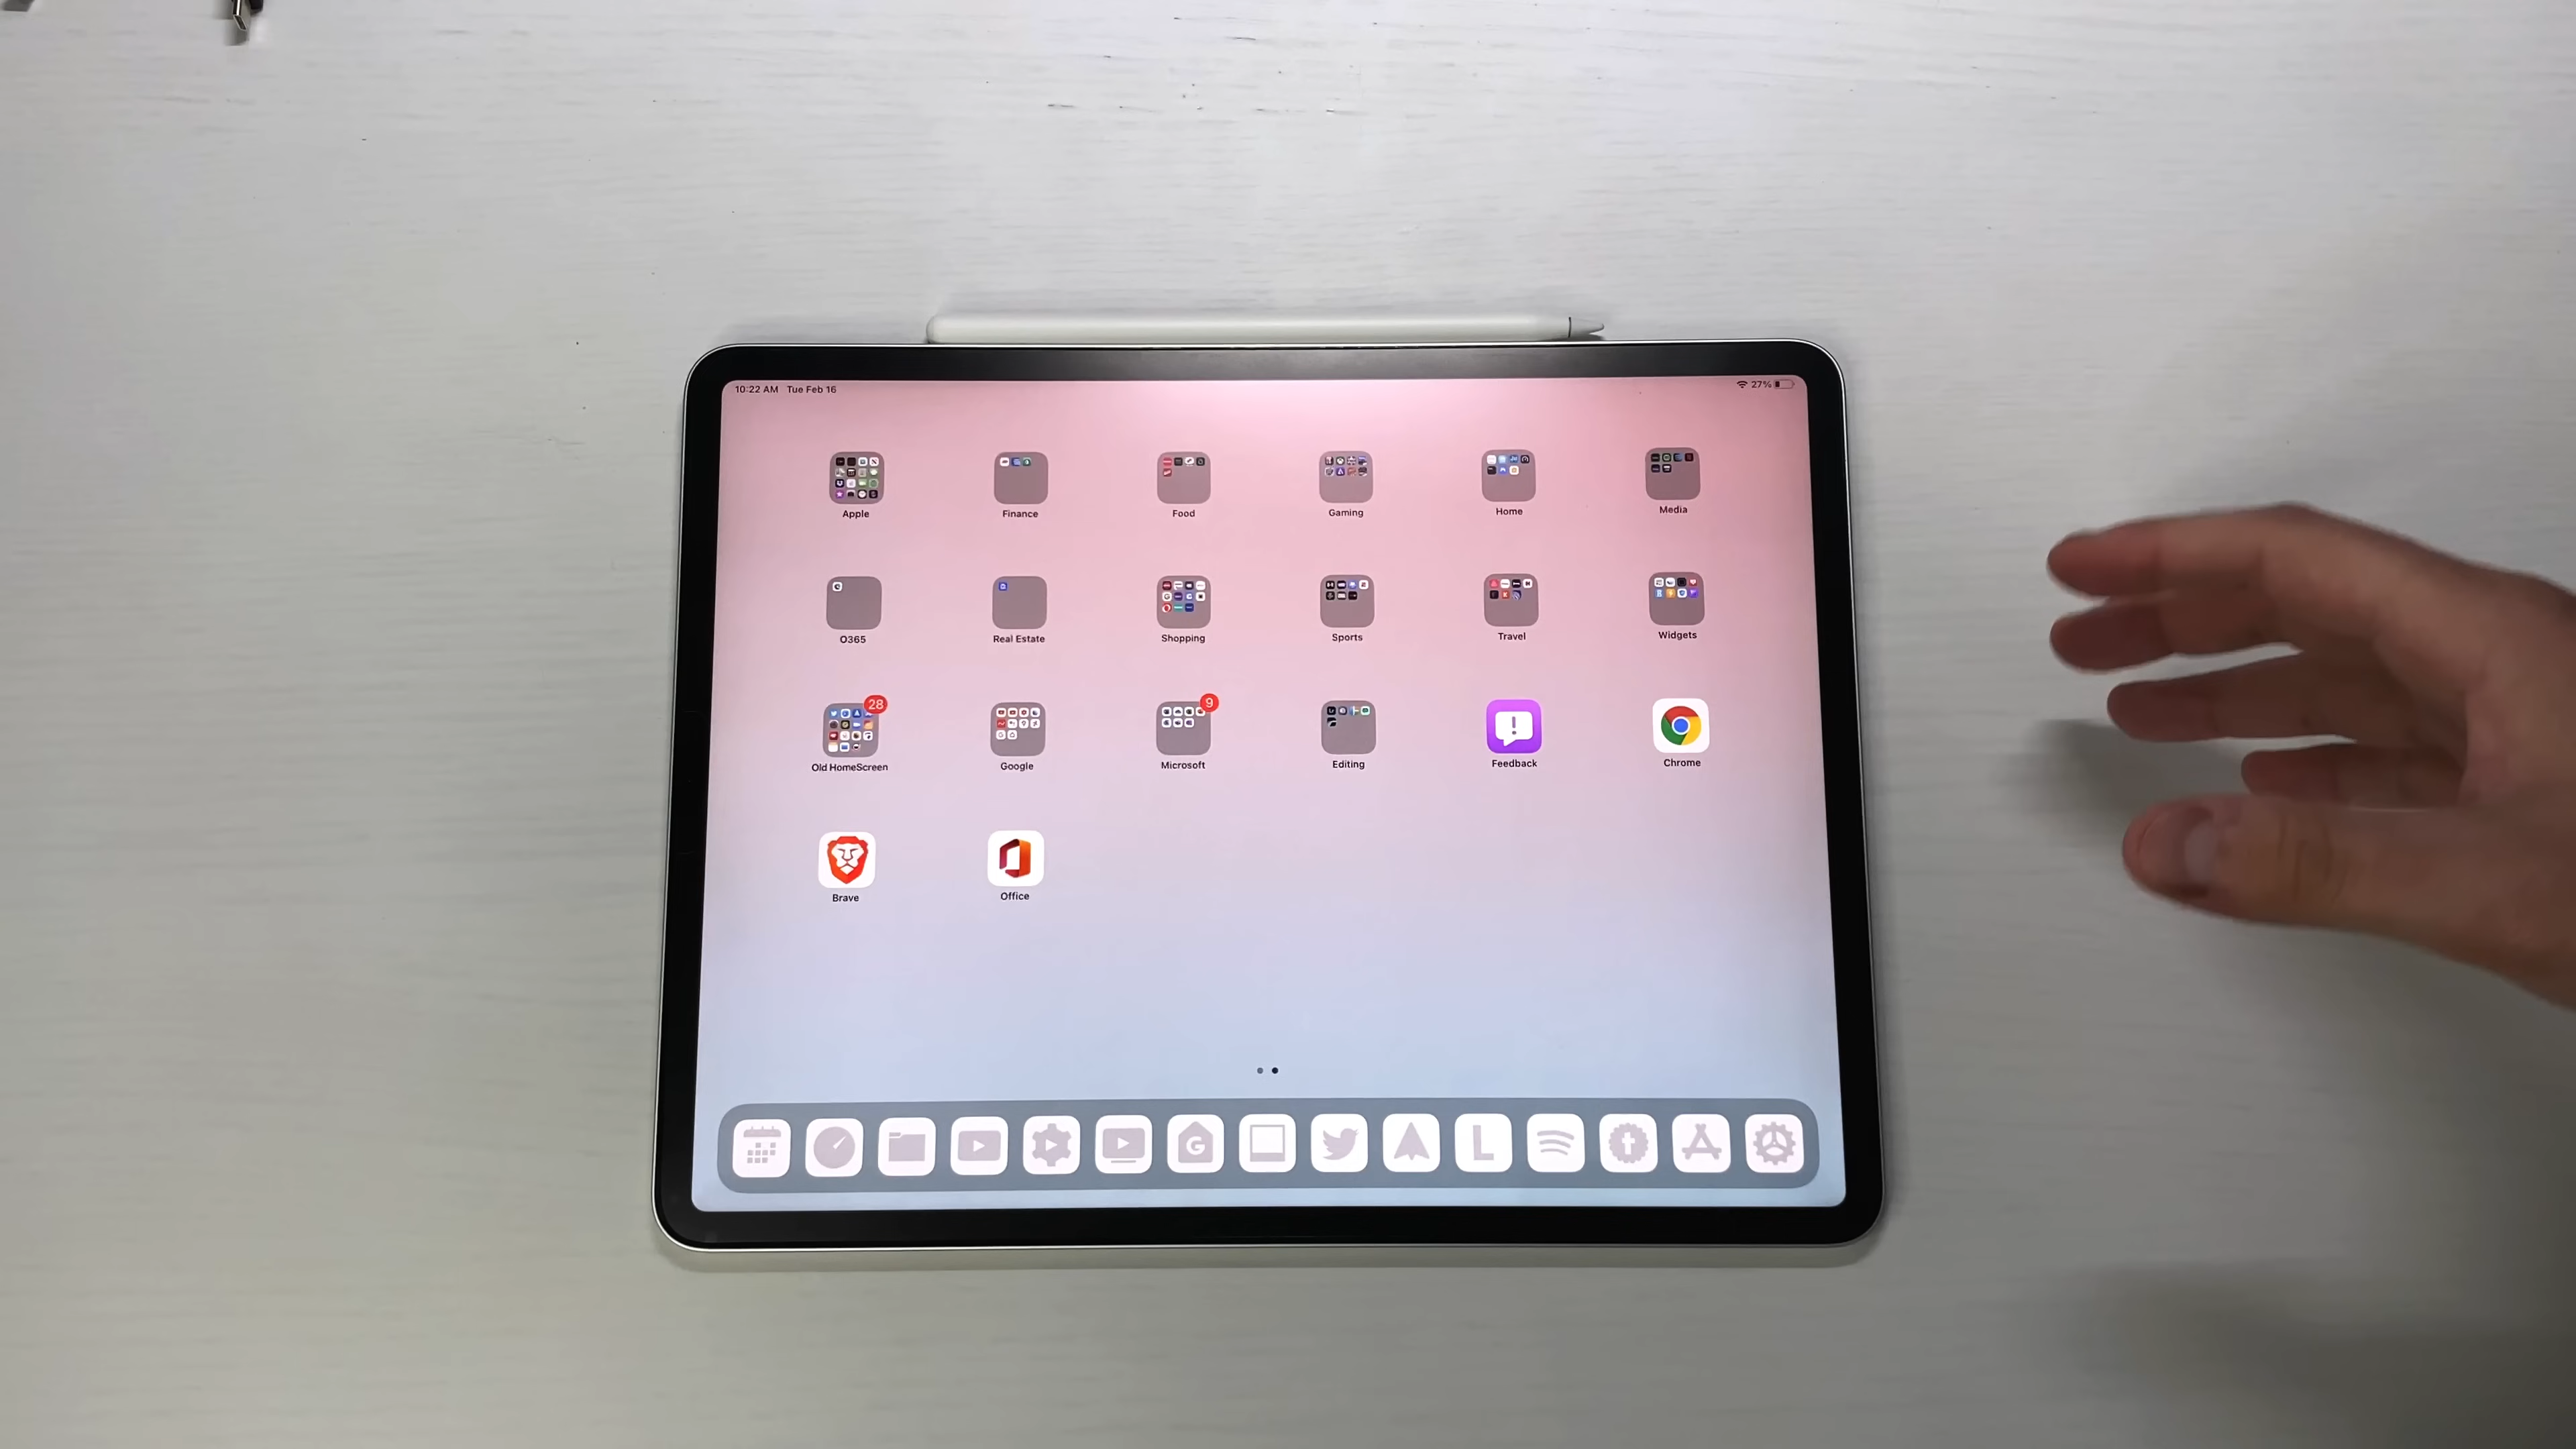 10:22 AM Tue Feb 16
27%
Apple Finance Food Gaming Home Media
O365 Real Estate Shopping Sports Travel Widgets
28
9
Old HomeScreen Google Microsoft Editing Feedback Chrome
Brave Office
G
L